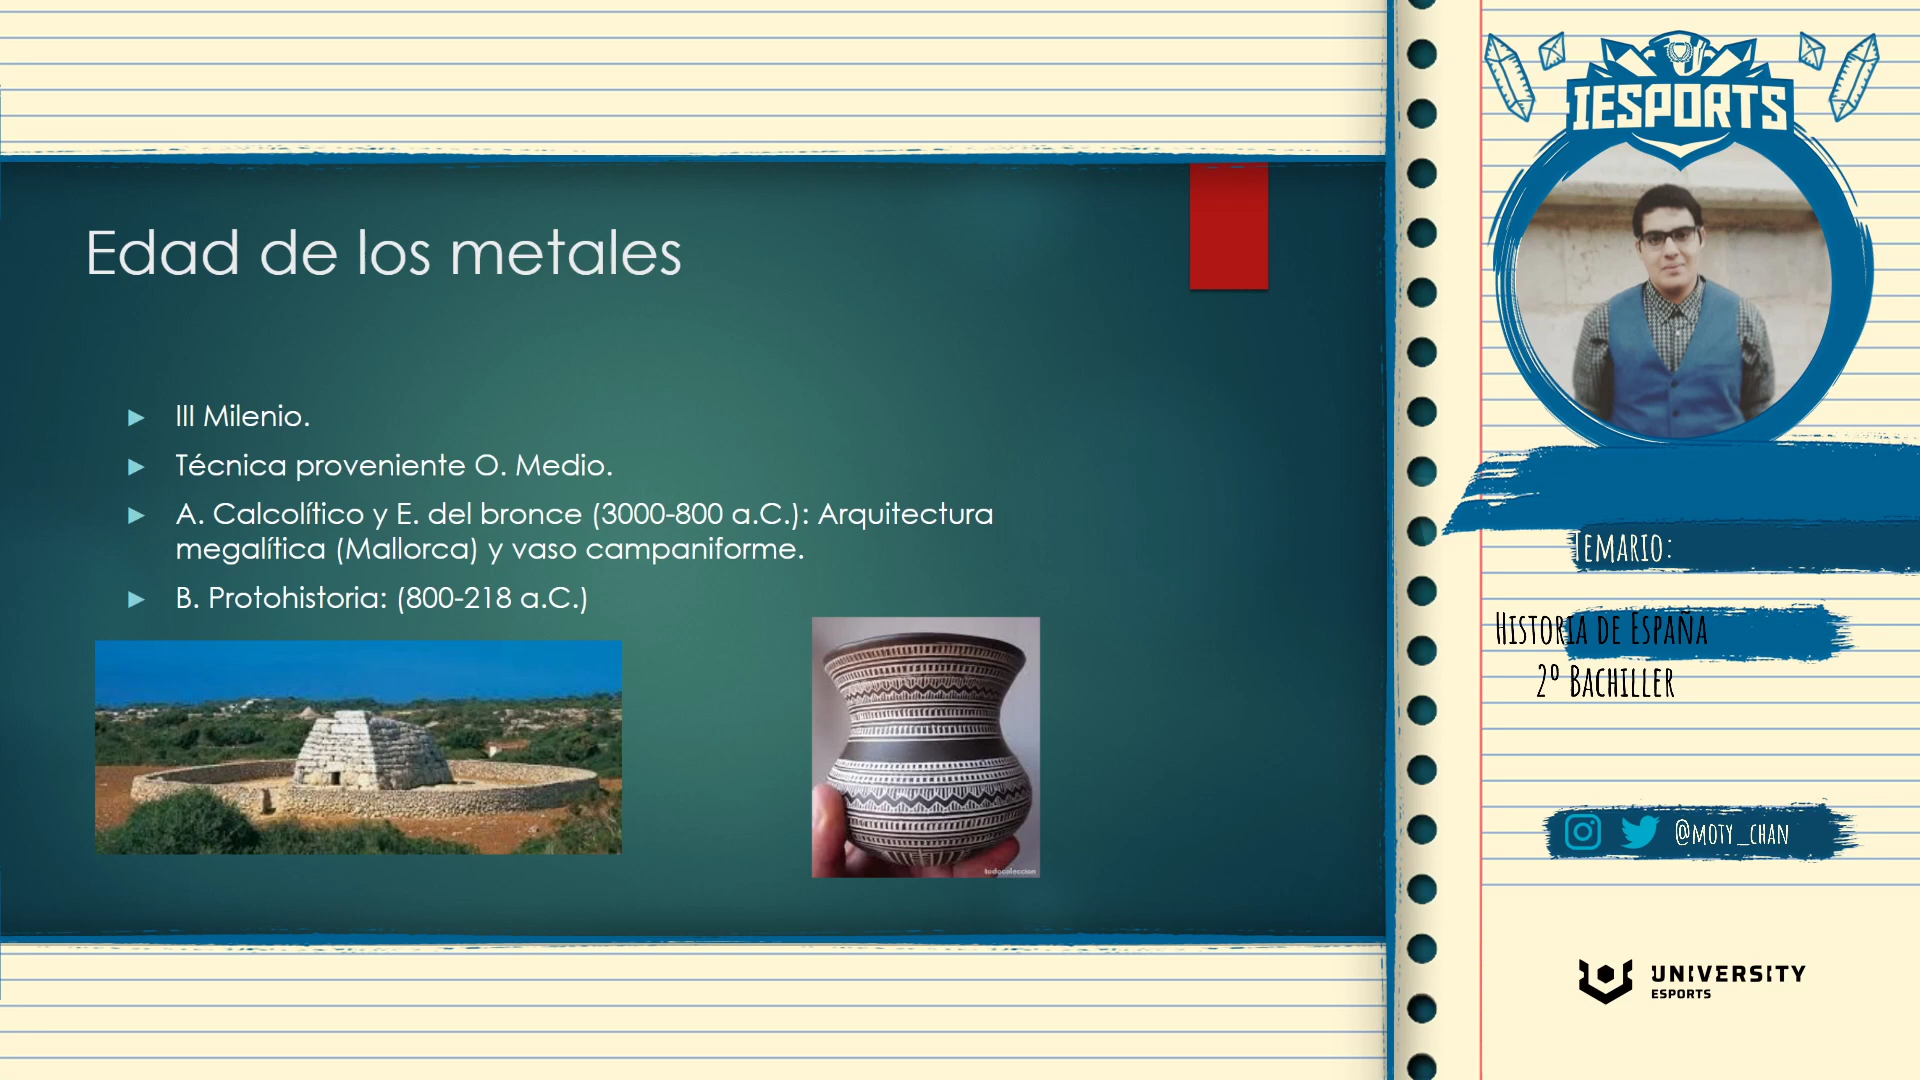 Edad de los metales
III Milenio.
Técnica proveniente O. Medio.
A. Calcolítico y E. del bronce (3000-800 a.C.): Arquitectura
megalítica (Mallorca) y vaso campaniforme.
B. Protohistoria: (800-218 a.C.)
todocoleccion
IESPORTS
TEMARIO:
HISTORIA DE ESPAÑA
2º BACHILLER
@MOTY_CHAN
UNIVERSITY
ESPORTS